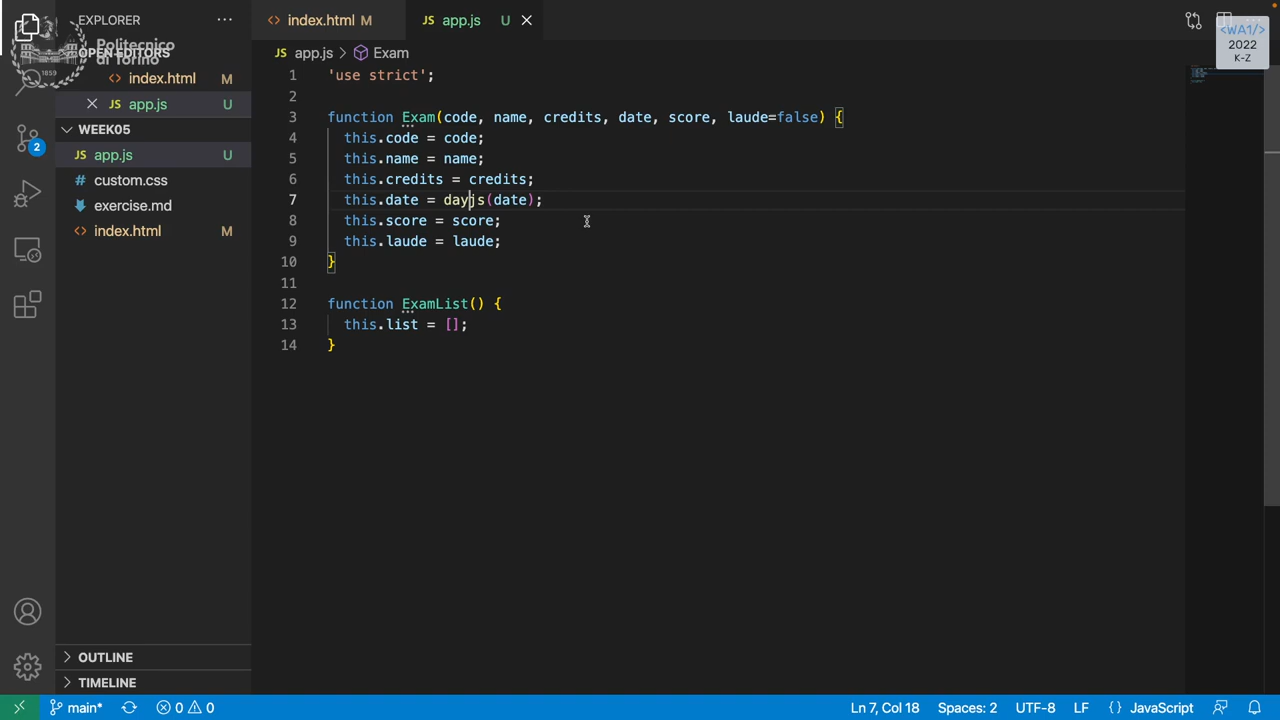 EXPLORER
index.html M
app.js U
<WA1/>
2022
K-Z
Politecnico
di Torino
1859
OPEN EDITORS
index.html M
app.js U
WEEK05
app.js U
custom.css
exercise.md
index.html M
2
JS app.js > Exam
1 'use strict';
2
3 function Exam(code, name, credits, date, score, laude=false) {
4 this.code = code;
5 this.name = name;
6 this.credits = credits;
7 this.date = dayjs(date);
8 this.score = score;
9 this.laude = laude;
10 }
11
12 function ExamList() {
13 this.list = [];
14 }
OUTLINE
TIMELINE
main* 0 0 Ln 7, Col 18 Spaces: 2 UTF-8 LF {} JavaScript